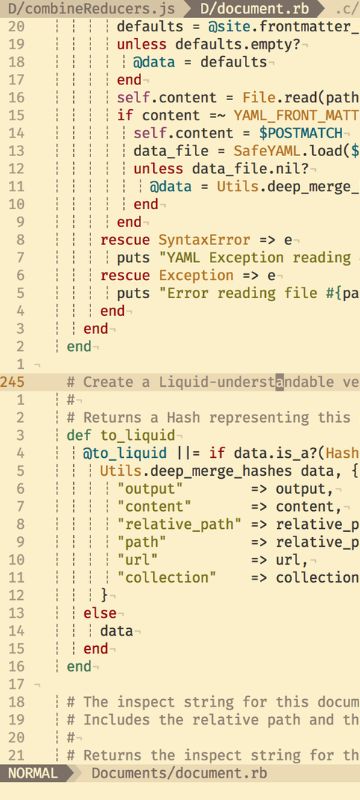 D/combineReducers.js D/document.rb .c/
20 defaults = @site.frontmatter_
19 unless defaults.empty?¬
18 @data = defaults¬
17 end¬
16 self.content = File.read(path
15 if content =~ YAML_FRONT_MATT
14 self.content = $POSTMATCH¬
13 data_file = SafeYAML.load($
12 unless data_file.nil?¬
11 @data = Utils.deep_merge_
10 end¬
9 end¬
8 rescue SyntaxError => e¬
7 puts "YAML Exception reading
6 rescue Exception => e¬
5 puts "Error reading file #{pa
4 end¬
3 end¬
2 end¬
1 ¬
245 # Create a Liquid-understandable ve
1 #¬
2 # Returns a Hash representing this
3 def to_liquid¬
4 @to_liquid ||= if data.is_a?(Hash
5 Utils.deep_merge_hashes data, {
6 "output" => output,¬
7 "content" => content,¬
8 "relative_path" => relative_p
9 "path" => relative_p
10 "url" => url,¬
11 "collection" => collection
12 }¬
13 else¬
14 data¬
15 end¬
16 end¬
17 ¬
18 # The inspect string for this docum
19 # Includes the relative path and th
20 #¬
21 # Returns the inspect string for th
NORMAL Documents/document.rb